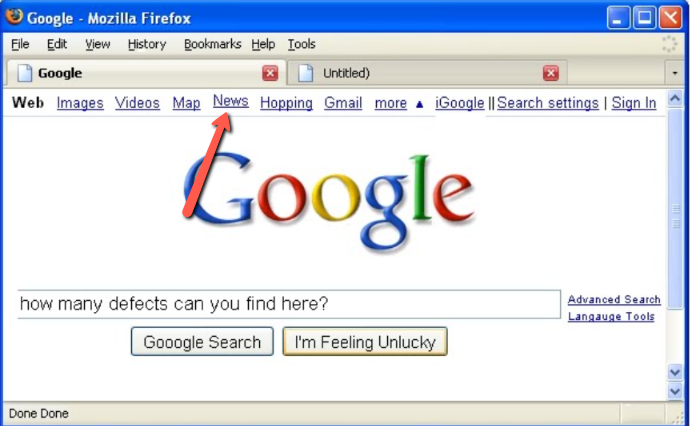 Google - Mozilla Firefox
File Edit View History Bookmarks Help Tools
Google Untitled)
Web Images Videos Map News Hopping Gmail more ▲ iGoogle || Search settings | Sign In
Google
how many defects can you find here?
Advanced Search
Langauge Tools
Gooogle Search I'm Feeling Unlucky
Done Done